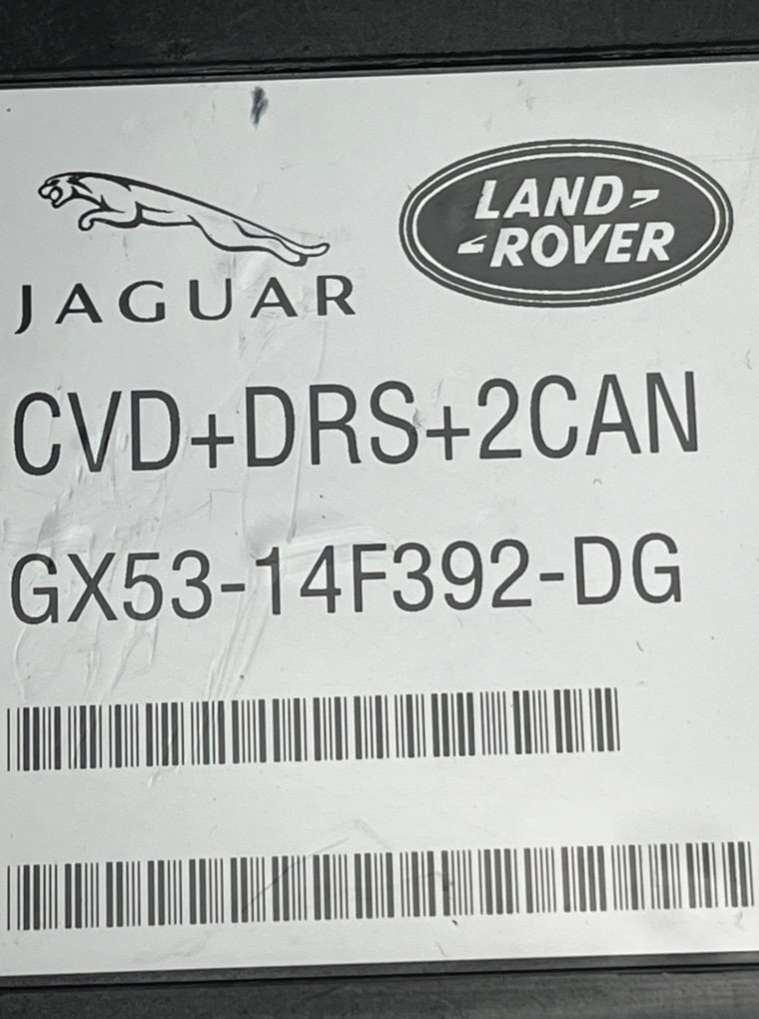 JAGUAR
LAND-
-ROVER
CVD+DRS+2CAN
GX53-14F392-DG